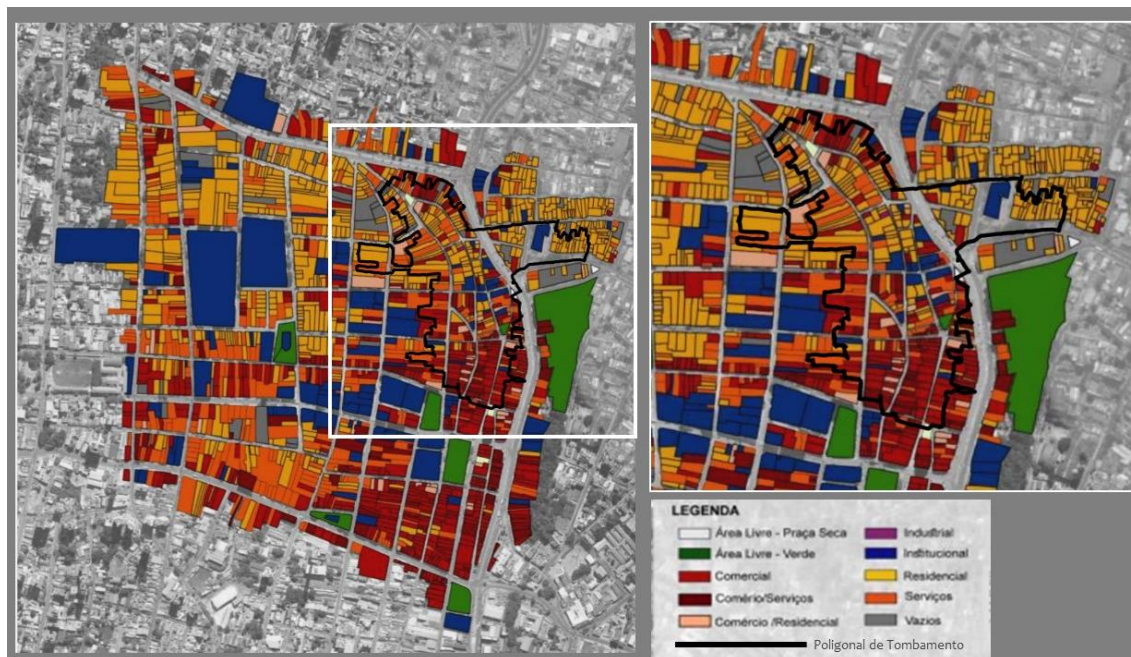 LEGENDA
Área Livre - Praça Seca
Industrial
Área Livre - Verde
Institucional
Comercial
Residencial
Comério/Serviços
Serviços
Comércio /Residencial
Vazios
Poligonal de Tombamento